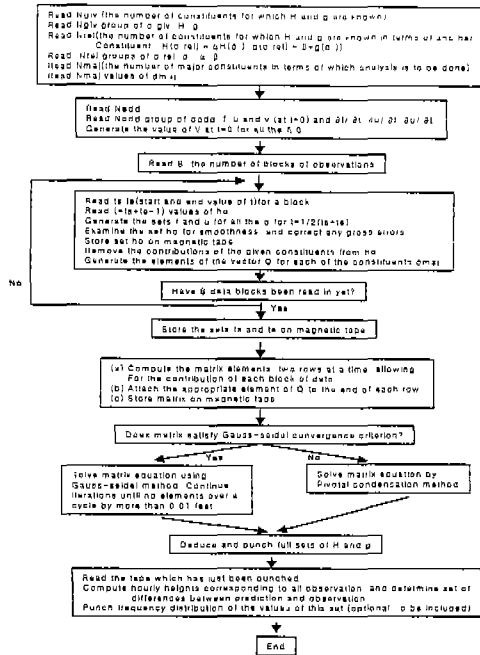 Read Ngiv (the number of constituents for which H and g are known)
Read Ngiv group of σ giv H g
Read Nrel(the number of constituents for which H and g are known in terms of another
Constituent
Read Nrel groups of σ rel
Read Nmaj(the number of major constituents in terms of which analysis is to be done)
Read Nmaj values of σmaj
Read Nodd
Read Nodd group of σodd f u and v (at t=0) and
Generate the value of V at t=0 for all the
Read B the number of blocks of observations
Read ts te(start and end value of t)for a block
Read (=ts+te-1) values of ho
Generate the sets f and u for all the σ for t=1/2(ts+te)
Examine the set ho for smoothness and correct any gross errors
Store set ho on magnetic tape
Remove the contributions of the given constituents from ho
Generate the elements of the vector Q for each of the constituents σmaj
No
Have B data blocks been read in yet?
Yes
Store the sets ts and te on magnetic tape
(a) Compute the matrix elements two rows at a time allowing
For the contribution of each block of data
(b) Attach the appropriate element of Q to the end of each row
(c) Store matrix on magnetic tape
Does matrix satisfy Gauss-seidul convergence criterion?
Yes
No
Solve matrix equation using
Gauss-seidel method. Continue
iterations until no elements over a
cycle by more than 0.01 feet
Solve matrix equation by
Pivotal condensation method
Deduce and punch full sets of H and g
Read the tape which has just been punched
Compute hourly heights corresponding to all observation and determine set of
differences between prediction and observation
Punch frequency distribution of the values of this set (optional to be included)
End